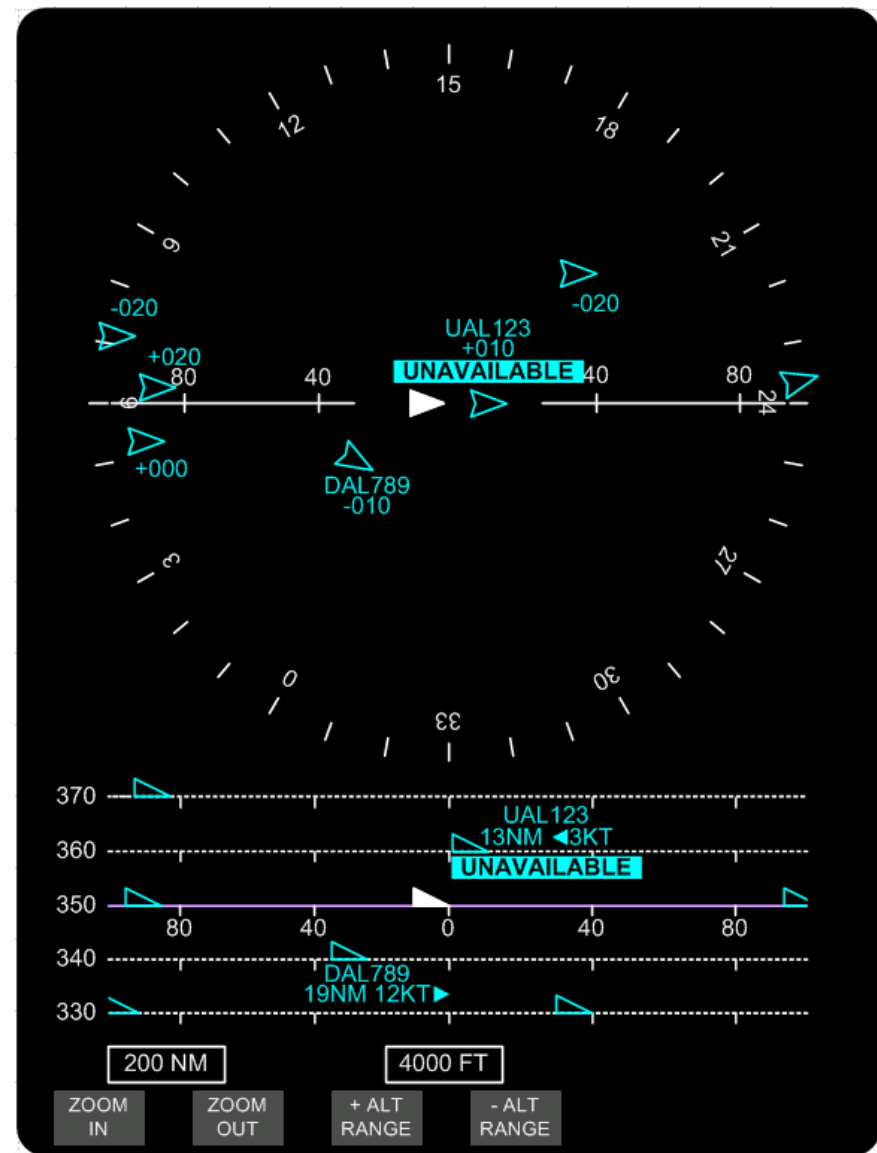 15
12
18
9
21
-020
-020
UAL123
+010
+020
UNAVAILABLE
80
40
40
80
6
24
+000
DAL789
-010
3
27
0
30
33
370
UAL123
13NM ◄3KT
360
UNAVAILABLE
350
80
40
0
40
80
340
DAL789
19NM 12KT►
330
200 NM
4000 FT
ZOOM
IN
ZOOM
OUT
+ ALT
RANGE
- ALT
RANGE